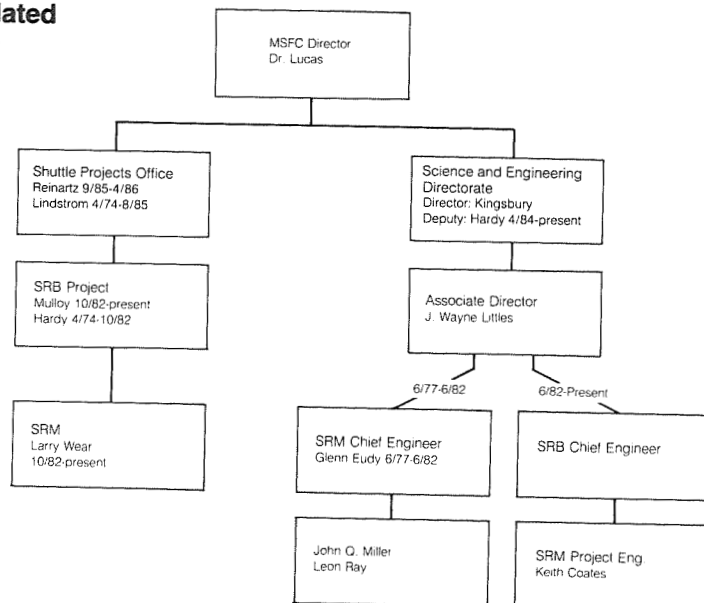 lated
MSFC Director
Dr. Lucas
Shuttle Projects Office
Reinartz 9/85-4/86
Lindstrom 4/74-8/85
Science and Engineering
Directorate
Director: Kingsbury
Deputy: Hardy 4/84-present
SRB Project
Mulloy 10/82-present
Hardy 4/74-10/82
Associate Director
J. Wayne Littles
6/77-6/82
6/82-Present
SRM
Larry Wear
10/82-present
SRM Chief Engineer
Glenn Eudy 6/77-6/82
SRB Chief Engineer
John Q. Miller
Leon Ray
SRM Project Eng.
Keith Coates